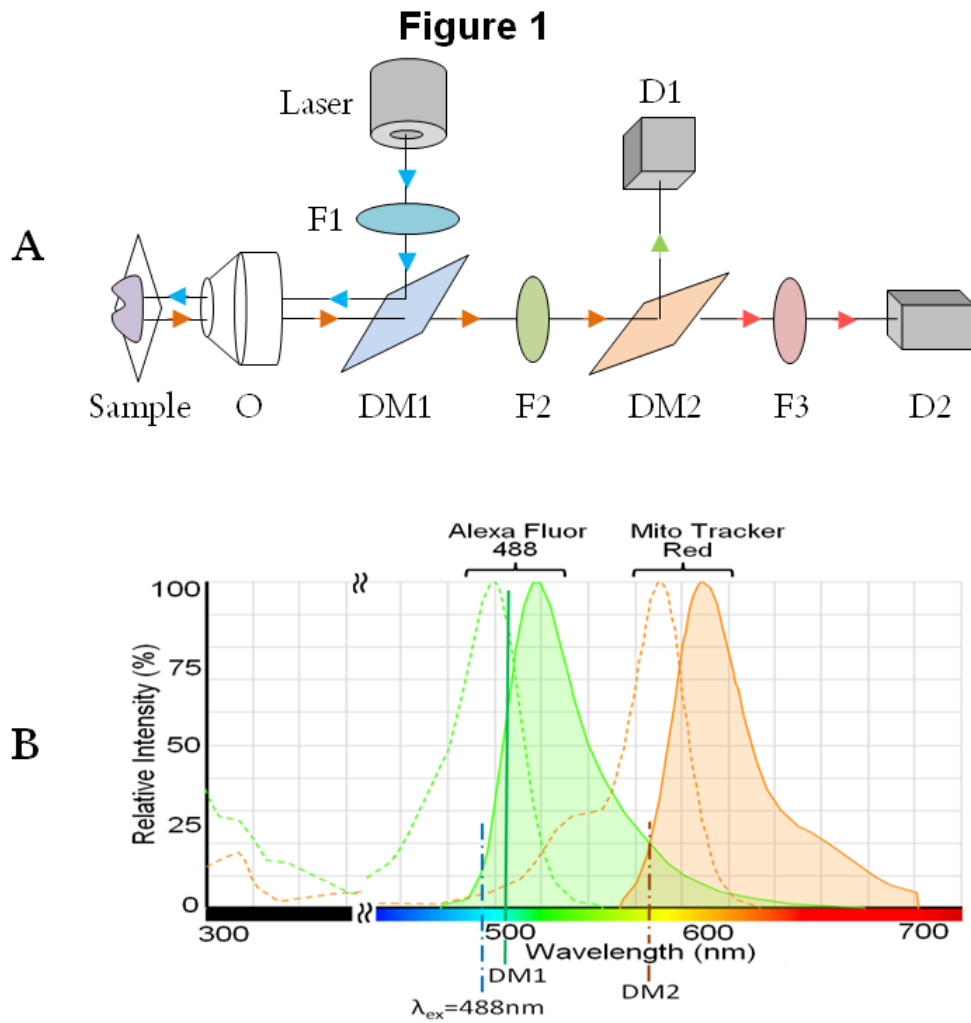 Figure 1
Laser
D1
F1
A
Sample
O
DM1
F2
DM2
F3
D2
Alexa Fluor
488
Mito Tracker
Red
B
Relative Intensity (%)
100
75
50
25
0
300
500
600
700
Wavelength (nm)
DM1
DM2
λex=488nm